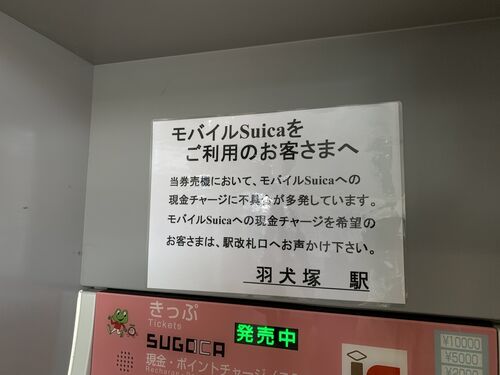 モバイルSuicaを
ご利用のお客さまへ
当券売機において、モバイルSuicaへの
現金チャージに不具合が多発しています。
モバイルSuicaへの現金チャージを希望の
お客さまは、駅改札口へお声かけ下さい。
羽犬塚 駅
きっぷ
Tickets
発売中
SUGOCA
現金・ポイントチャージ
¥10000
¥5000